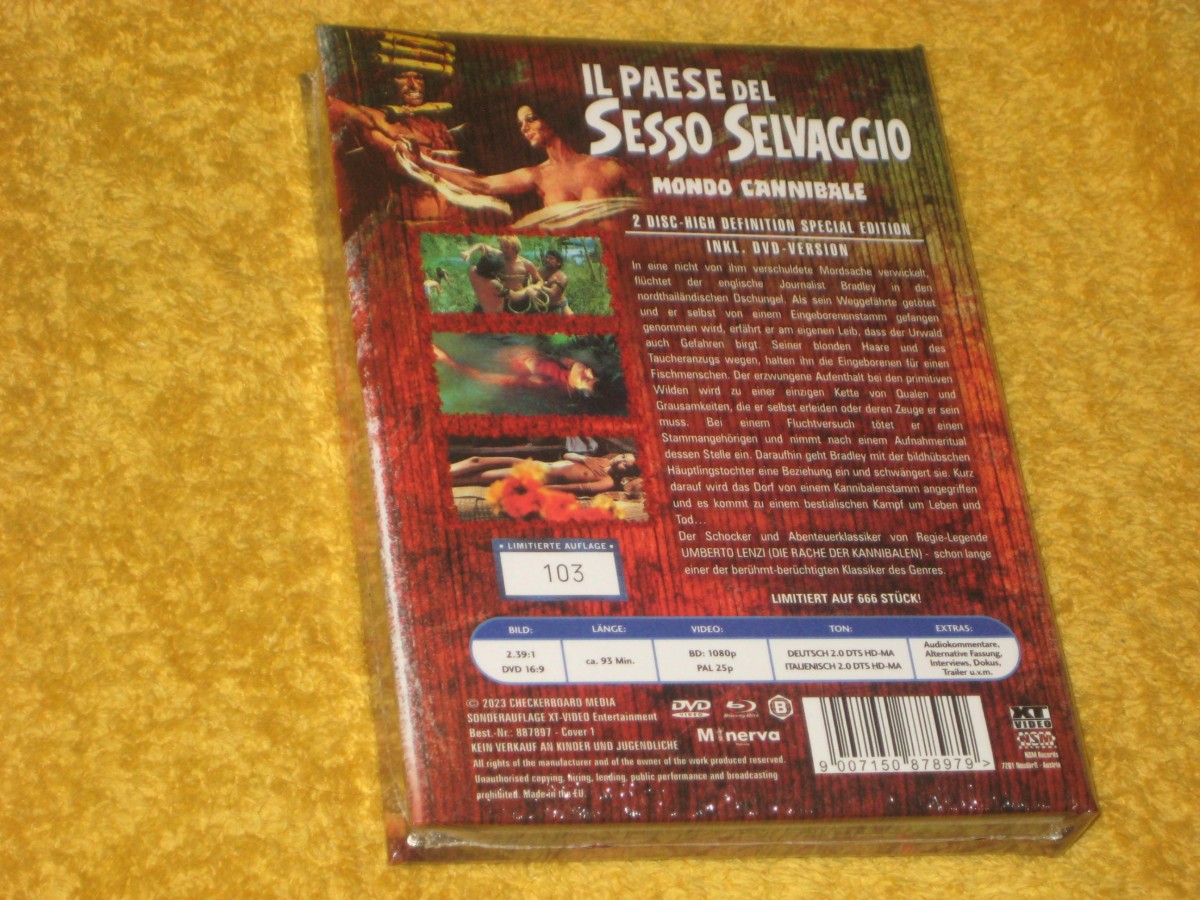 IL PAESE DEL
SESSO SELVAGGIO
MONDO CANNIBALE
2 DISC-HIGH DEFINITION SPECIAL EDITION
INKL. DVD-VERSION
In eine nicht von ihm verschuldete Mordsache verwickelt,
flüchtet der englische Journalist Bradley in den
nordthailändischen Dschungel. Als sein Weggefährte getötet
und er selbst von einem Eingeborenenstamm gefangen
genommen wird, erfährt er am eigenen Leib, dass der Urwald
auch Gefahren birgt. Seiner blonden Haare und des
Taucheranzugs wegen, halten ihn die Eingeborenen für einen
Fischmenschen. Der erzwungene Aufenthalt bei den primitiven
Wilden wird zu einer einzigen Kette von Qualen und
Grausamkeiten, die er selbst erleiden oder deren Zeuge er sein
muss. Bei einem Fluchtversuch tötet er einen
Stammangehörigen und nimmt nach einem Aufnahmeritual
dessen Stelle ein. Daraufhin geht Bradley mit der bildhübschen
Häuptlingstochter eine Beziehung ein und schwängert sie. Kurz
darauf wird das Dorf von einem Kannibalenstamm angegriffen
und es kommt zu einem bestialischen Kampf um Leben und
Tod...
Der Schocker und Abenteuerklassiker von Regie-Legende
UMBERTO LENZI (DIE RACHE DER KANNIBALEN) - schon lange
einer der berühmt-berüchtigten Klassiker des Genres.
LIMITIERT AUF 666 STÜCK!
★ LIMITIERTE AUFLAGE ★
103
BILD: LÄNGE: VIDEO: TON: EXTRAS:
2.39:1
DVD 16:9
ca. 93 Min.
BD: 1080p
PAL 25p
DEUTSCH 2.0 DTS HD-MA
ITALIENISCH 2.0 DTS HD-MA
Audiokommentare,
Alternative Fassung,
Interviews, Dokus,
Trailer u.v.m.
© 2023 CHECKERBOARD MEDIA
SONDERAUFLAGE XT-VIDEO Entertainment
Best.-Nr.: 887897 - Cover 1
KEIN VERKAUF AN KINDER UND JUGENDLICHE
All rights of the manufacturer and of the owner of the work produced reserved.
Unauthorised copying, hiring, lending, public performance and broadcasting
prohibited. Made in the EU.
DVD
VIDEO
Blu-ray Disc
B
Minerva
9 007150 878979 >
XT
VIDEO
NSM
NSM Records
7201 Neudörfl - Austria